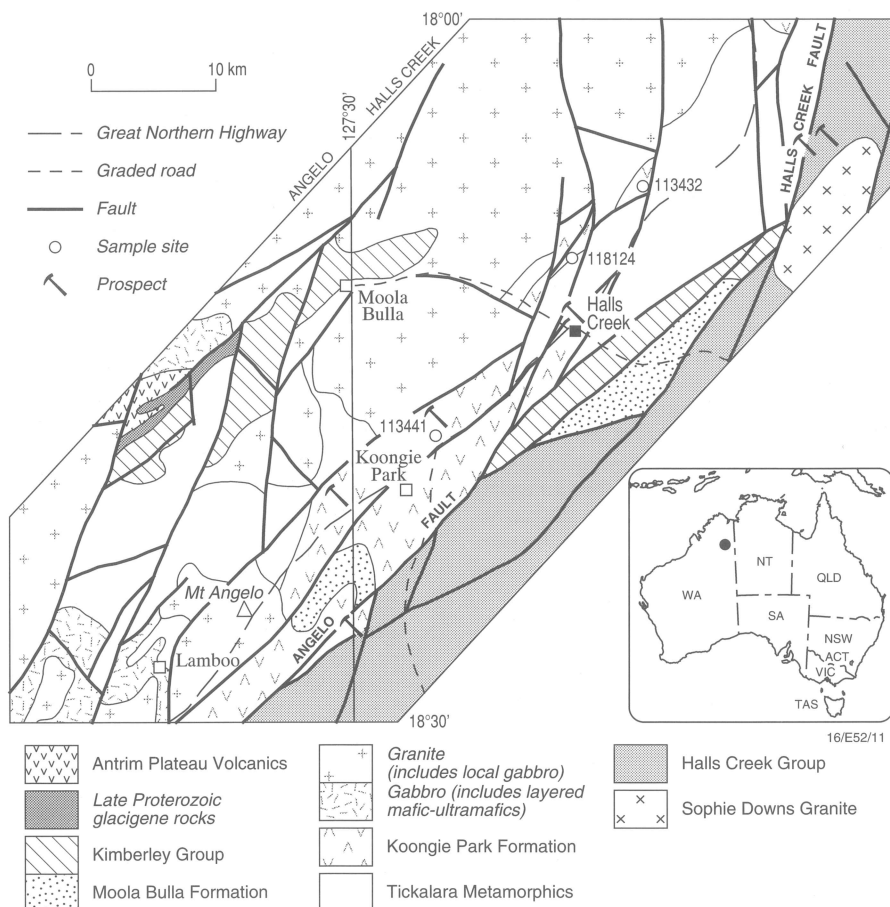 18°00'
0 10 km
Great Northern Highway
Graded road
Fault
Sample site
Prospect
127°30'
ANGELO HALLS CREEK
HALLS CREEK FAULT
113432
118124
Moola
Bulla
Halls
Creek
113441
Koongie
Park
ANGELO FAULT
Mt Angelo
Lamboo
18°30'
WA
NT
QLD
SA
NSW
ACT
VIC
TAS
16/E52/11
Antrim Plateau Volcanics
Late Proterozoic
glacigene rocks
Kimberley Group
Moola Bulla Formation
Granite
(includes local gabbro)
Gabbro (includes layered
mafic-ultramafics)
Koongie Park Formation
Tickalara Metamorphics
Halls Creek Group
Sophie Downs Granite